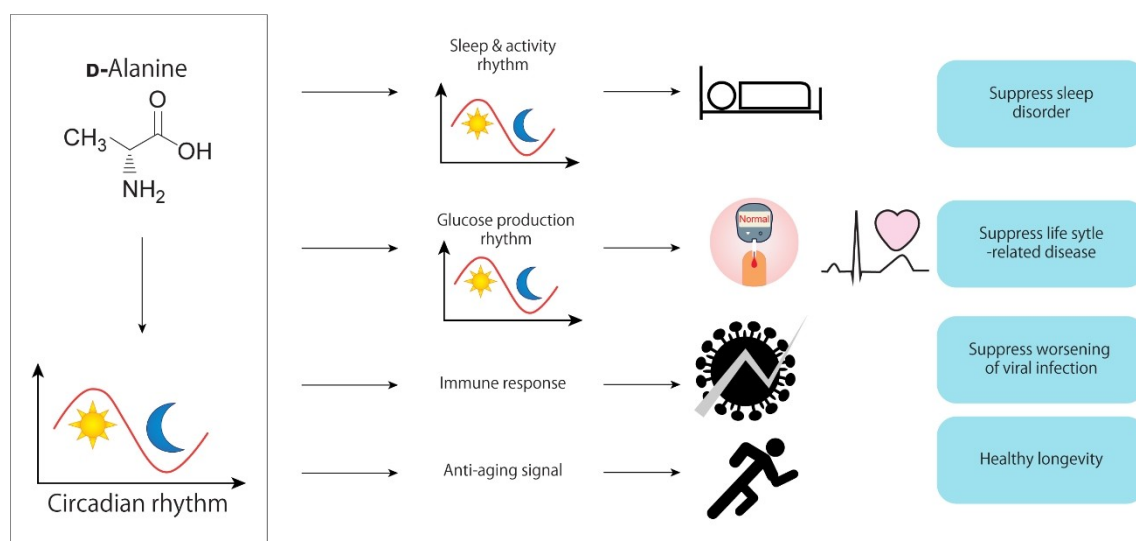 D-Alanine
O
CH3
OH
NH2
Circadian rhythm
Sleep & activity
rhythm
Suppress sleep
disorder
Glucose production
rhythm
Normal
Suppress life sytle
-related disease
Immune response
Suppress worsening
of viral infection
Anti-aging signal
Healthy longevity